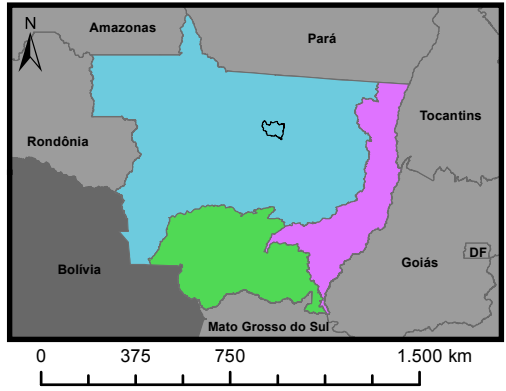 N
Amazonas
Pará
Tocantins
Rondônia
Bolívia
Goiás
DF
Mato Grosso do Sul
0 375 750 1.500 km